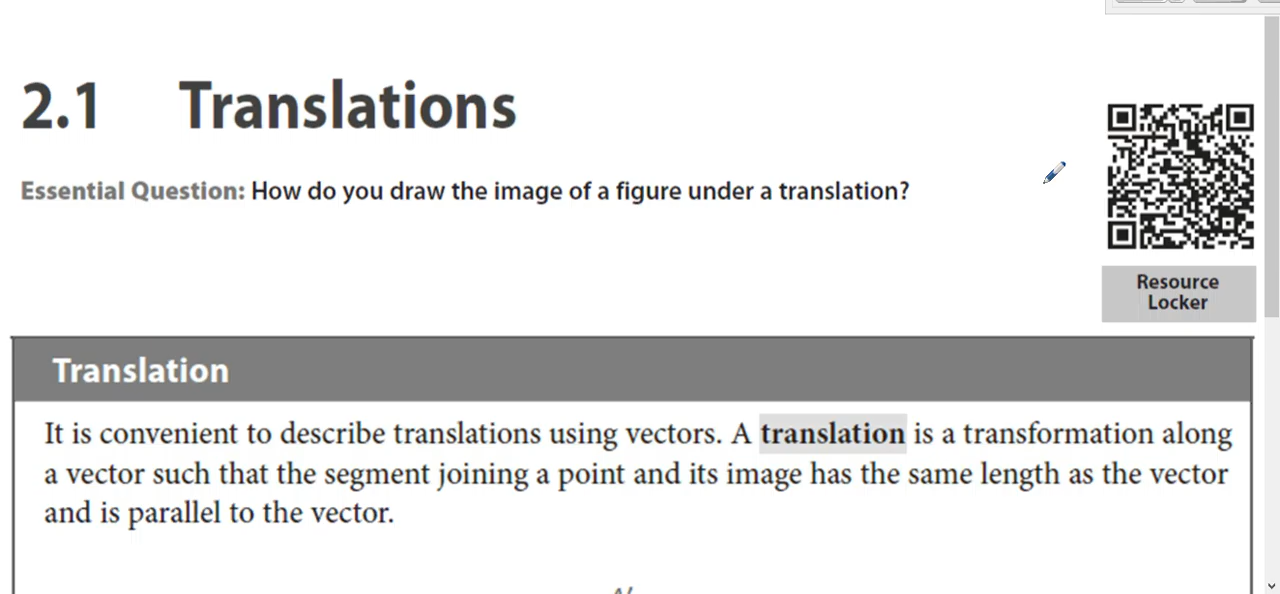 2.1 Translations
Essential Question: How do you draw the image of a figure under a translation?
Resource
Locker
Translation
It is convenient to describe translations using vectors. A translation is a transformation along
a vector such that the segment joining a point and its image has the same length as the vector
and is parallel to the vector.